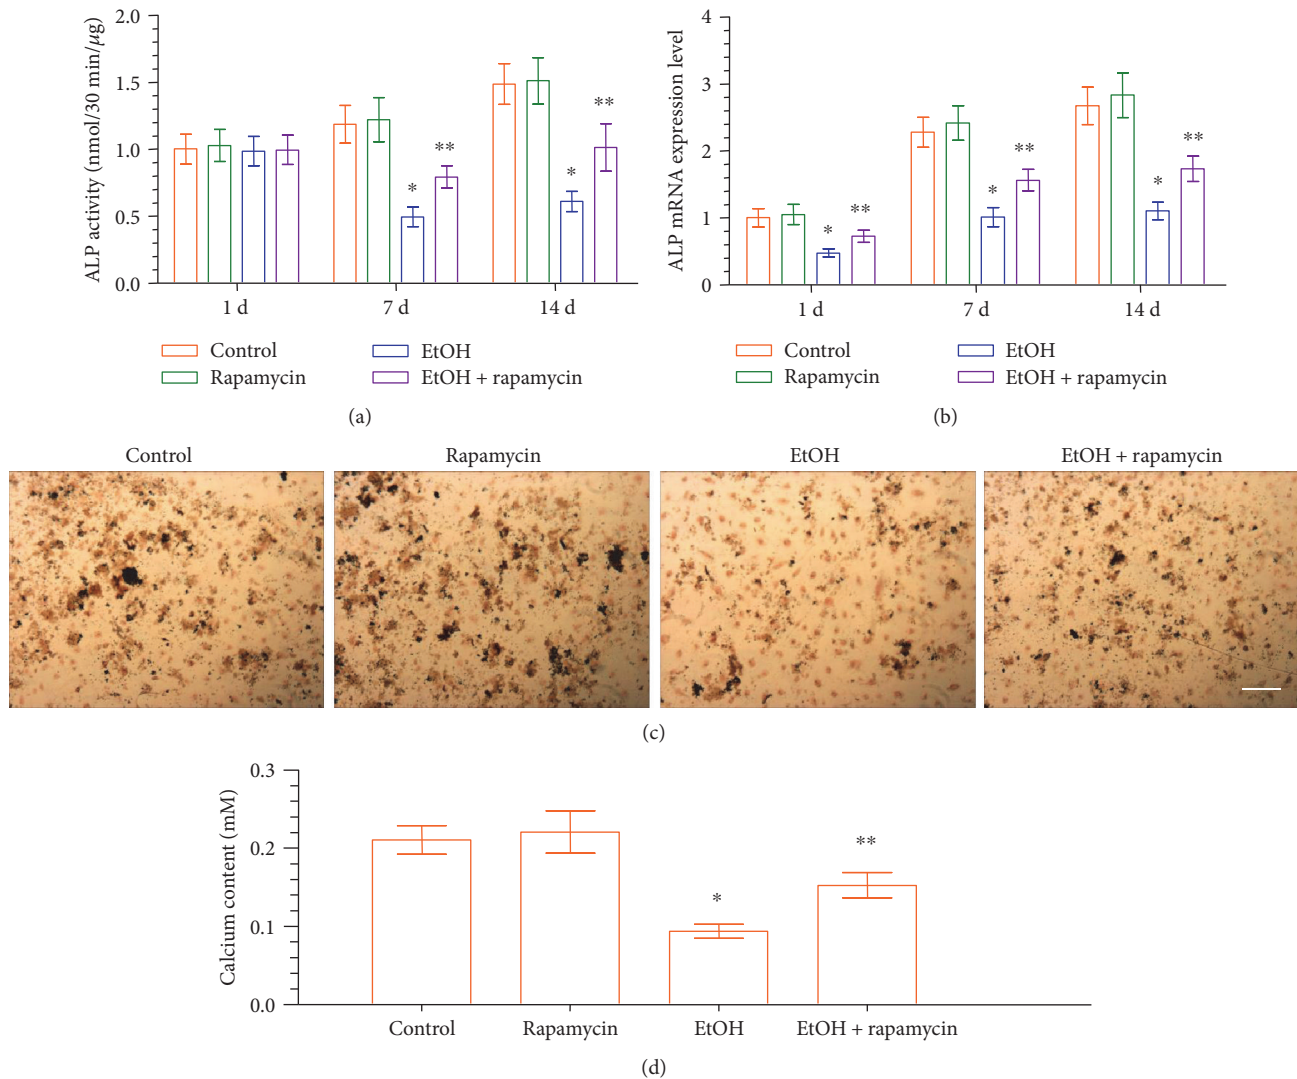 2.0
1.5
1.0
0.5
0.0
ALP activity (nmol/30 min/μg)
*
**
*
**
1 d
7 d
14 d
Control
EtOH
Rapamycin
EtOH + rapamycin
(a)
4
3
2
1
0
ALP mRNA expression level
*
**
*
**
*
**
1 d
7 d
14 d
Control
EtOH
Rapamycin
EtOH + rapamycin
(b)
Control
Rapamycin
EtOH
EtOH + rapamycin
(c)
0.3
0.2
0.1
0.0
Calcium content (mM)
*
**
Control
Rapamycin
EtOH
EtOH + rapamycin
(d)